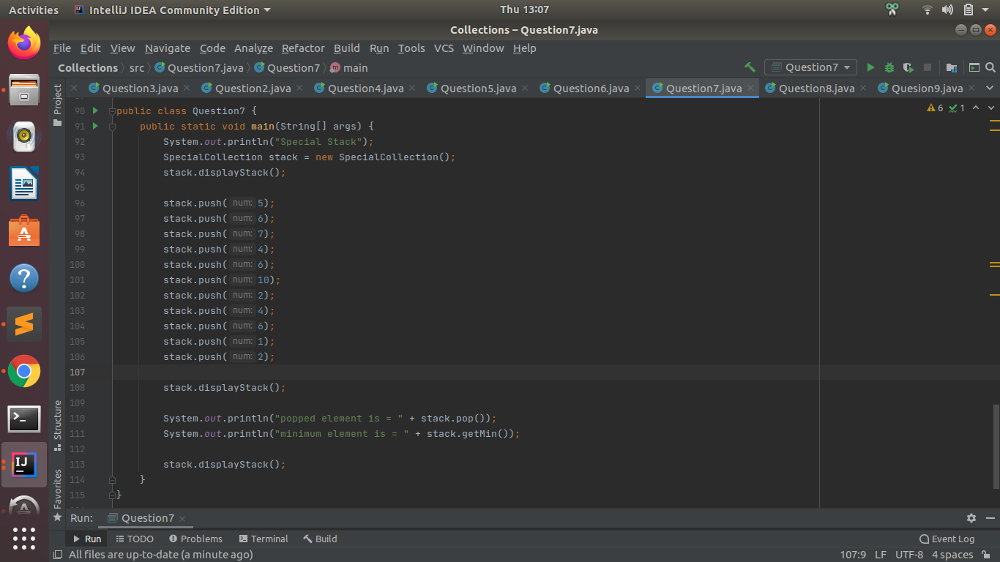 Activities IntelliJ IDEA Community Edition Thu 13:07
Collections – Question7.java
File Edit View Navigate Code Analyze Refactor Build Run Tools VCS Window Help
Collections src Question7.java Question7 main Question7
Question3.java Question2.java Question4.java Question5.java Question6.java Question7.java Question8.java Quesion9.java
Project
6 1
90 public class Question7 {
91 public static void main(String[] args) {
92 System.out.println("Special Stack");
93 SpecialCollection stack = new SpecialCollection();
94 stack.displayStack();
95
96 stack.push( num: 5);
97 stack.push( num: 6);
98 stack.push( num: 7);
99 stack.push( num: 4);
100 stack.push( num: 6);
101 stack.push( num: 10);
102 stack.push( num: 2);
103 stack.push( num: 4);
104 stack.push( num: 6);
105 stack.push( num: 1);
106 stack.push( num: 2);
107
108 stack.displayStack();
109
110 System.out.println("popped element is = " + stack.pop());
111 System.out.println("minimum element is = " + stack.getMin());
112
113 stack.displayStack();
114 }
115 }
Structure
Favorites
Run: Question7
Run TODO Problems Terminal Build Event Log
All files are up-to-date (a minute ago) 107:9 LF UTF-8 4 spaces